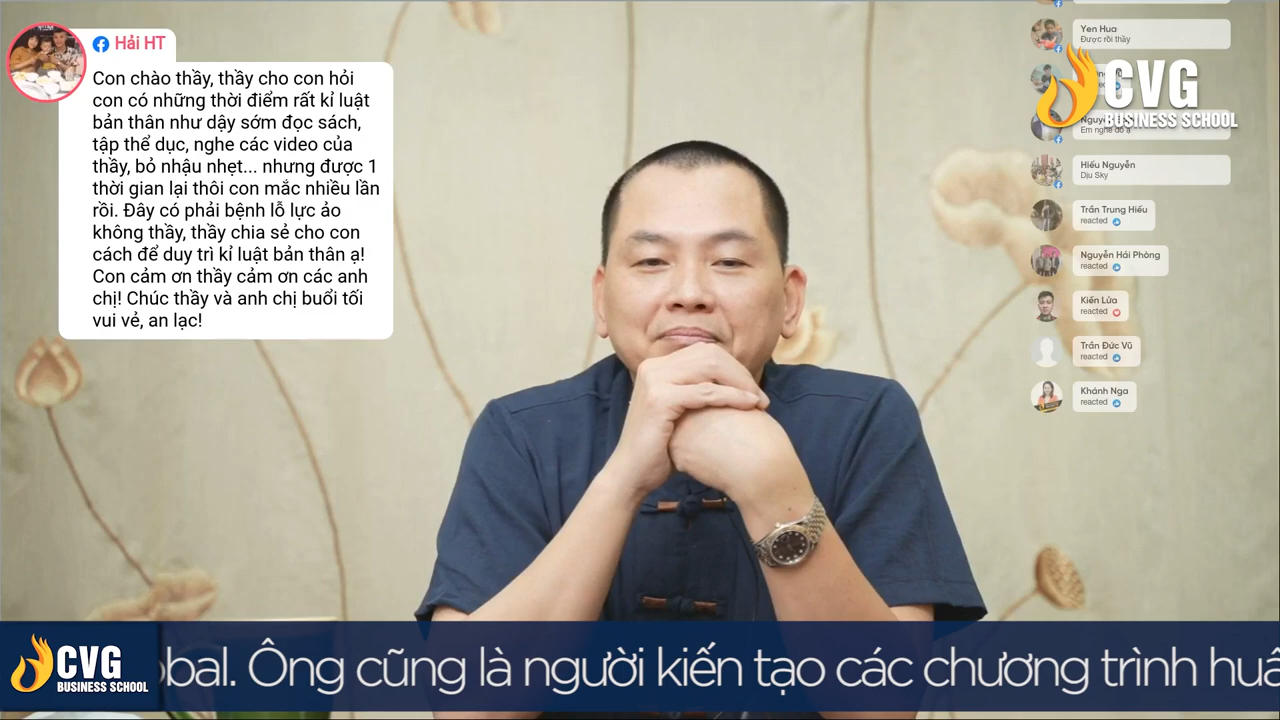 Hải HT
Con chào thầy, thầy cho con hỏi
con có những thời điểm rất kỉ luật
bản thân như dậy sớm đọc sách,
tập thể dục, nghe các video của
thầy, bỏ nhậu nhẹt... nhưng được 1
thời gian lại thôi con mắc nhiều lần
rồi. Đây có phải bệnh lỗ lực ảo
không thầy, thầy chia sẻ cho con
cách để duy trì kỉ luật bản thân ạ!
Con cảm ơn thầy cảm ơn các anh
chị! Chúc thầy và anh chị buổi tối
vui vẻ, an lạc!
Yen Hua
Được rồi thầy
CVG
BUSINESS SCHOOL
Em nghe
Hiếu Nguyễn
Dịu Sky
Trần Trung Hiếu
reacted
Nguyễn Hải Phòng
reacted
Kiến Lửa
reacted
Trần Đức Vũ
reacted
Khánh Nga
reacted
CVG
BUSINESS SCHOOL
obal. Ông cũng là người kiến tạo các chương trình huấ